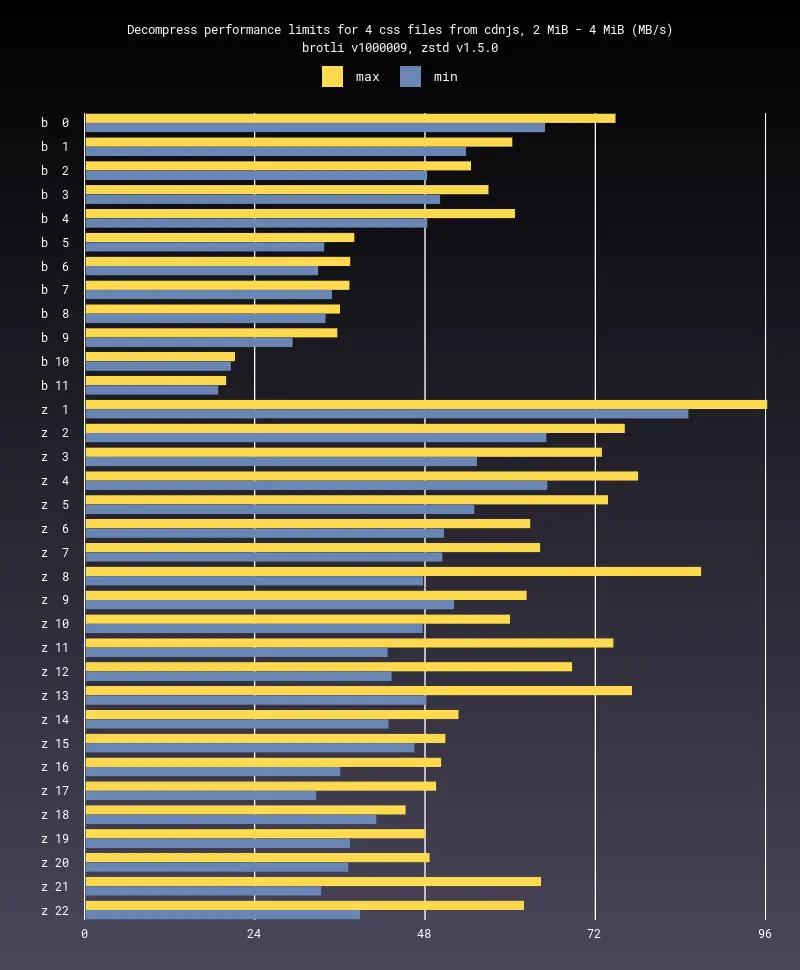 Decompress performance limits for 4 css files from cdnjs, 2 MiB - 4 MiB (MB/s)
brotli v1000009, zstd v1.5.0
max min
b 0
b 1
b 2
b 3
b 4
b 5
b 6
b 7
b 8
b 9
b 10
b 11
z 1
z 2
z 3
z 4
z 5
z 6
z 7
z 8
z 9
z 10
z 11
z 12
z 13
z 14
z 15
z 16
z 17
z 18
z 19
z 20
z 21
z 22
0 24 48 72 96